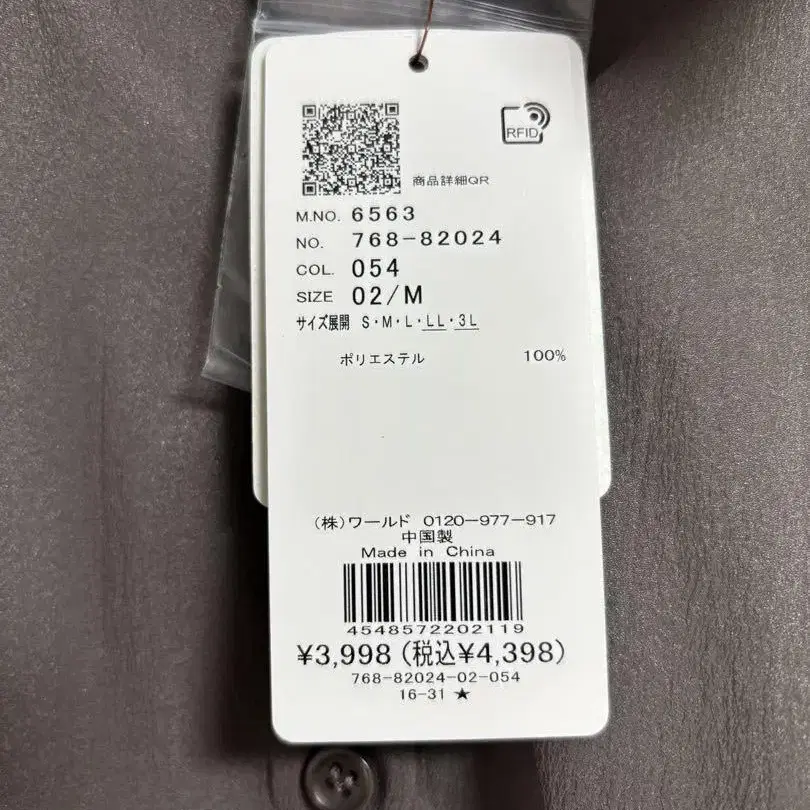 RFID
商品詳細QR
M.NO. 6563
NO. 768-82024
COL. 054
SIZE 02/M
サイズ展開 S・M・L・LL・3L
ポリエステル 100%
(株)ワールド 0120-977-917
中国製
Made in China
4548572202119
¥3,998(税込¥4,398)
768-82024-02-054
16-31 ★